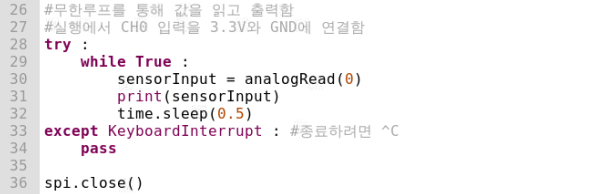 26 #무한루프를 통해 값을 읽고 출력함
27 #실행에서 CH0 입력을 3.3V와 GND에 연결함
28 try :
29     while True :
30         sensorInput = analogRead(0)
31         print(sensorInput)
32         time.sleep(0.5)
33 except KeyboardInterrupt : #종료하려면 ^C
34     pass
35
36 spi.close()